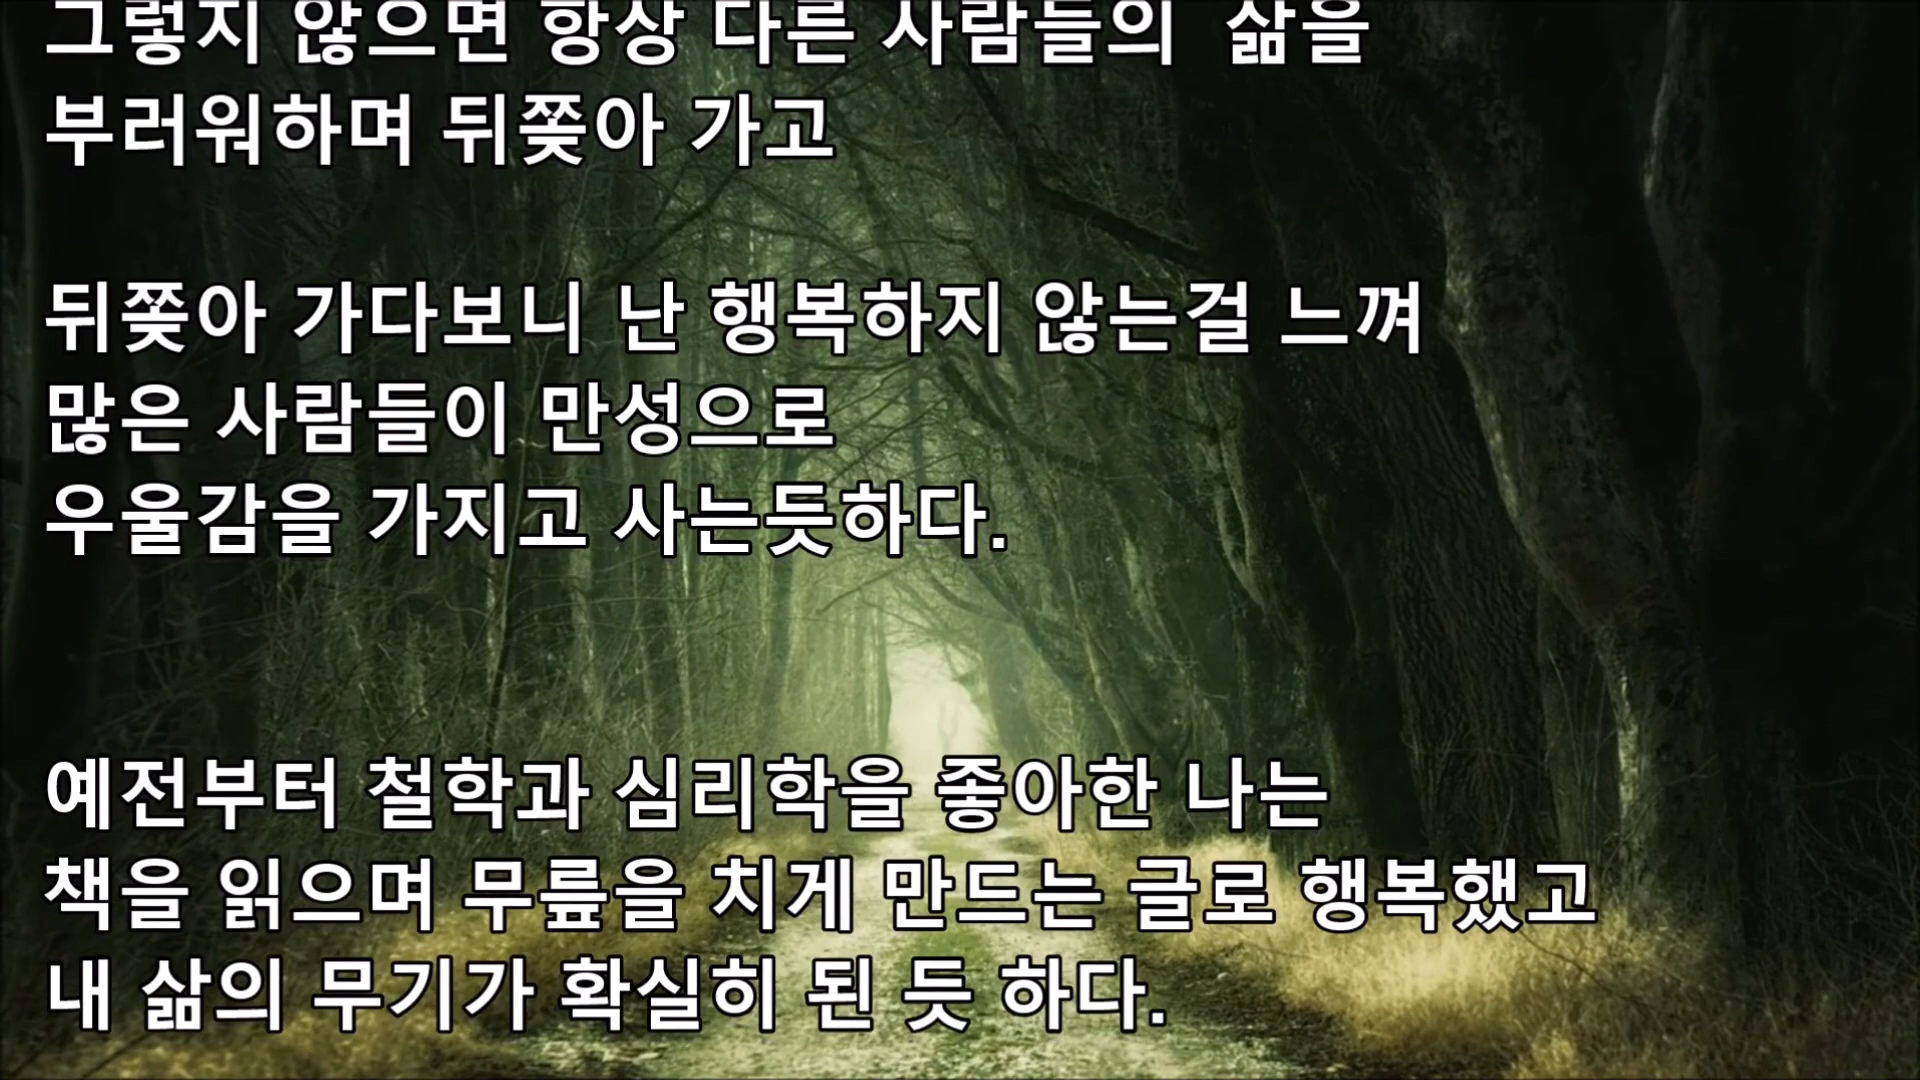 그렇지 않으면 항상 다른 사람들의 삶을
부러워하며 뒤쫓아 가고
뒤쫓아 가다보니 난 행복하지 않는걸 느껴
많은 사람들이 만성으로
우울감을 가지고 사는듯하다.
예전부터 철학과 심리학을 좋아한 나는
책을 읽으며 무릎을 치게 만드는 글로 행복했고
내 삶의 무기가 확실히 된 듯 하다.